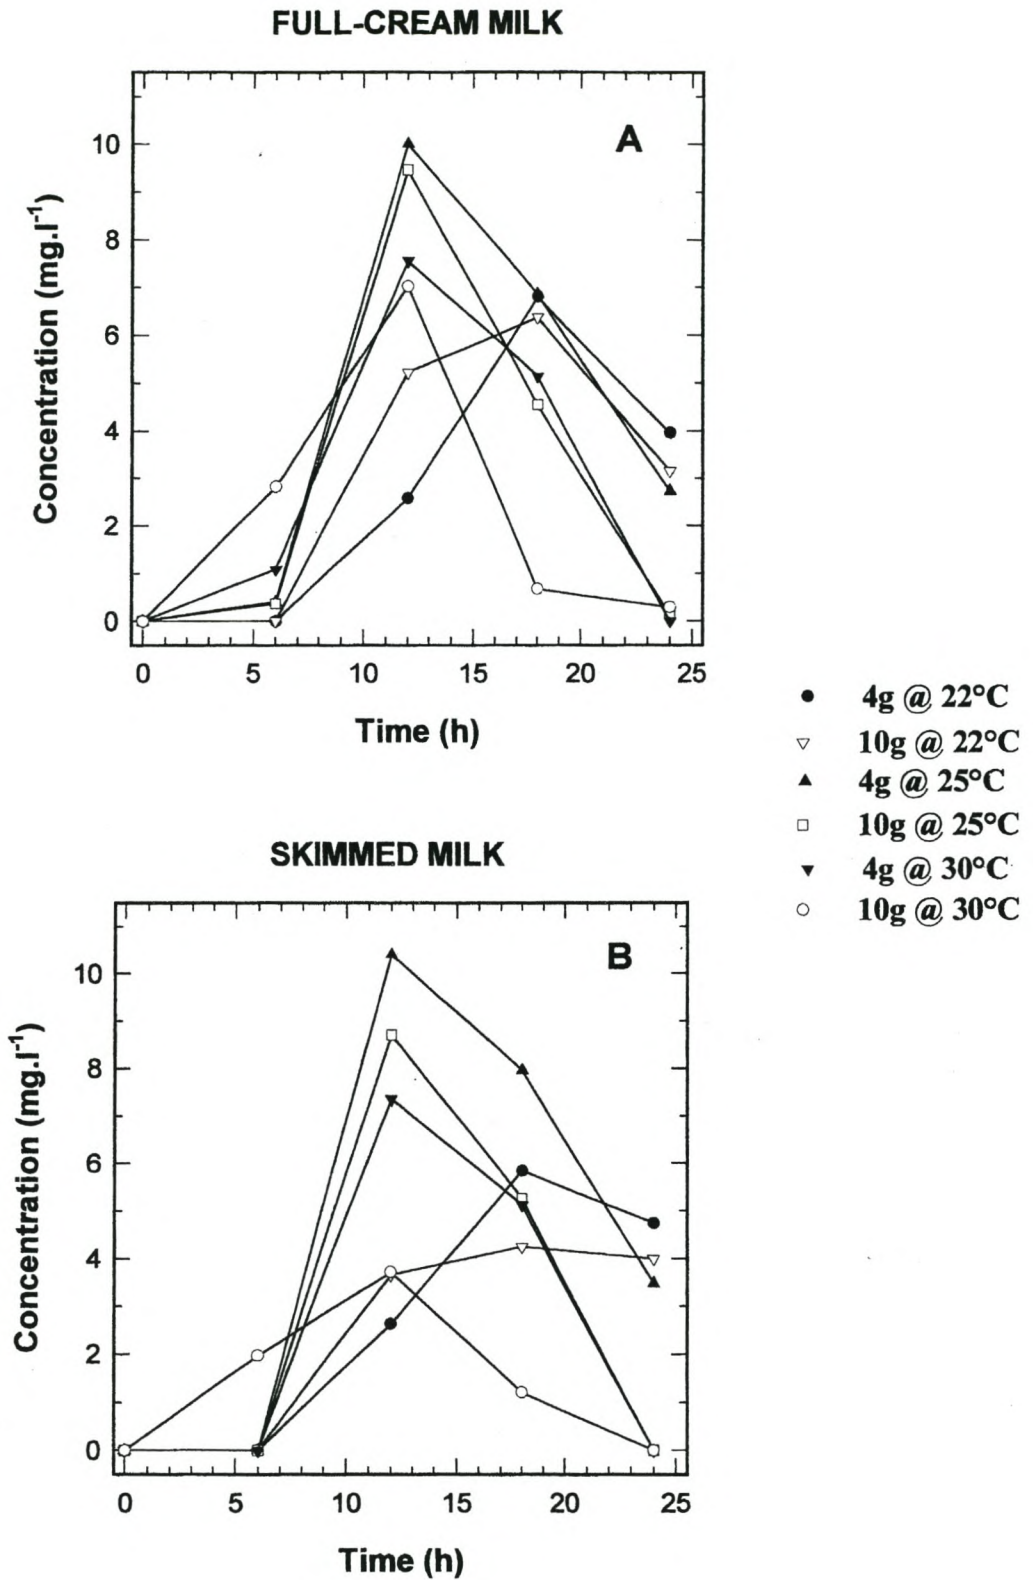 FULL-CREAM MILK
A
10
8
6
4
2
0
Concentration (mg.l⁻¹)
0 5 10 15 20 25
Time (h)
4g @ 22°C
10g @ 22°C
4g @ 25°C
10g @ 25°C
4g @ 30°C
10g @ 30°C
SKIMMED MILK
B
10
8
6
4
2
0
Concentration (mg.l⁻¹)
0 5 10 15 20 25
Time (h)